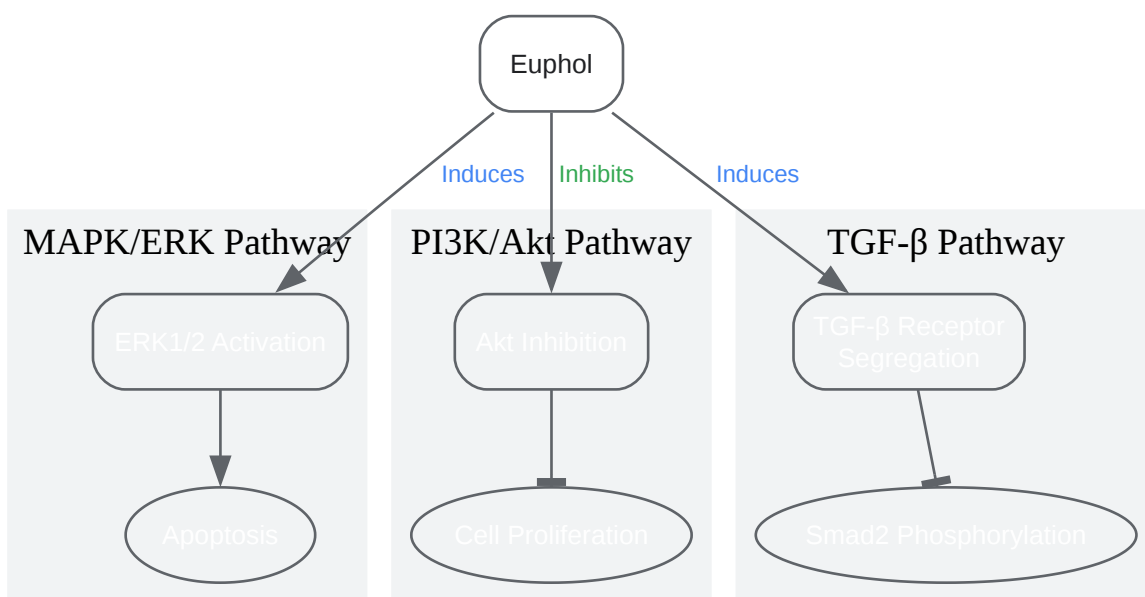 Euphol
Induces
Inhibits
Induces
MAPK/ERK Pathway
PI3K/Akt Pathway
TGF-β Pathway
ERK1/2 Activation
Akt Inhibition
TGF-β Receptor
Segregation
Apoptosis
Cell Proliferation
Smad2 Phosphorylation